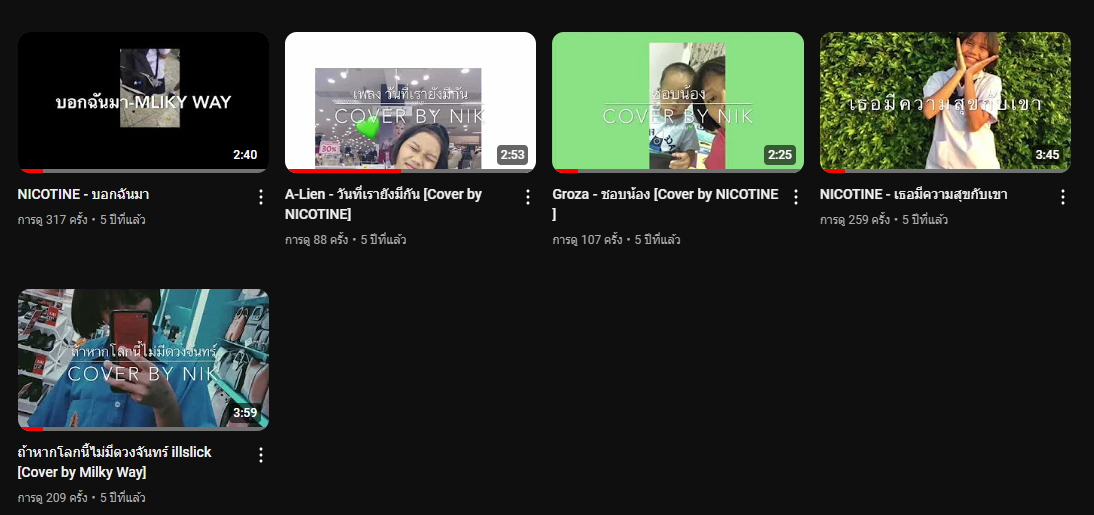 บอกฉันมา-MLIKY WAY
2:40
NICOTINE - บอกฉันมา
การดู 317 ครั้ง • 5 ปีที่แล้ว
เพลง วันที่เรายังมีกัน
COVER BY NIK
30%
2:53
A-Lien - วันที่เรายังมีกัน [Cover by
NICOTINE]
การดู 88 ครั้ง • 5 ปีที่แล้ว
ชอบน้อง
COVER BY NIK
2:25
Groza - ชอบน้อง [Cover by NICOTINE
]
การดู 107 ครั้ง • 5 ปีที่แล้ว
เธอมีความสุขกับเขา
3:45
NICOTINE - เธอมีความสุขกับเขา
การดู 259 ครั้ง • 5 ปีที่แล้ว
ถ้าหากโลกนี้ไม่มีดวงจันทร์
COVER BY NIK
3:59
ถ้าหากโลกนี้ไม่มีดวงจันทร์ illslick
[Cover by Milky Way]
การดู 209 ครั้ง • 5 ปีที่แล้ว